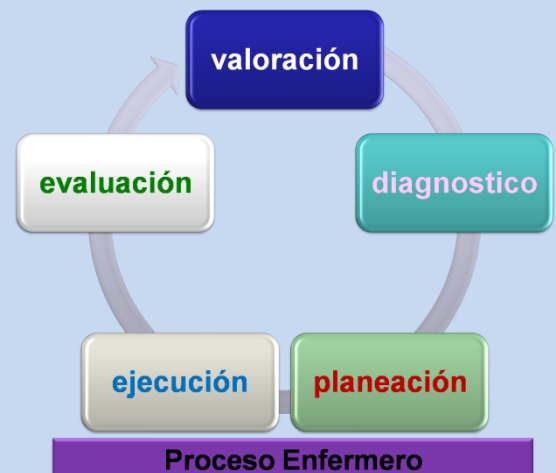 valoración
diagnostico
planeación
ejecución
evaluación
Proceso Enfermero